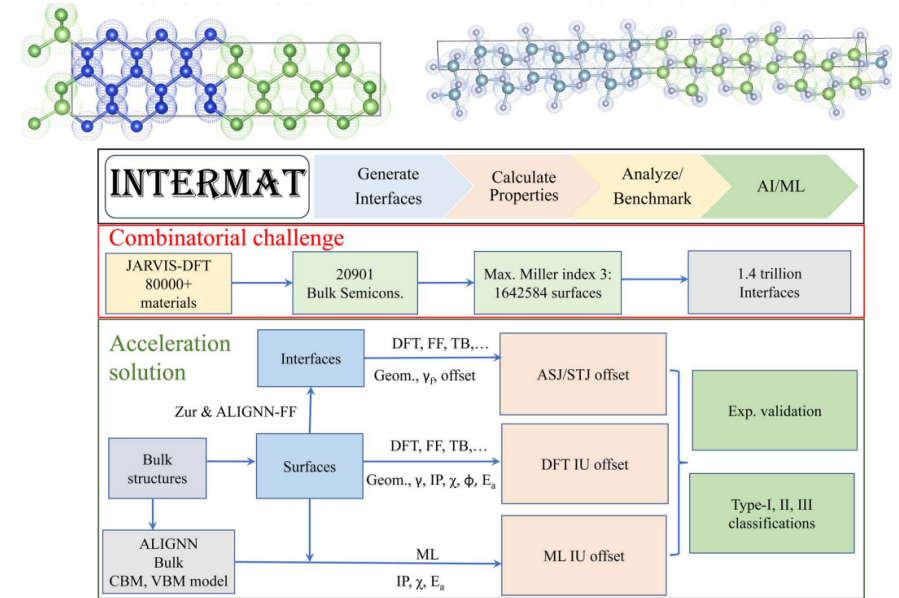 INTERMAT
Generate
Interfaces
Calculate
Properties
Analyze/
Benchmark
AI/ML
Combinatorial challenge
JARVIS-DFT
80000+
materials
20901
Bulk Semicons.
Max. Miller index 3:
1642584 surfaces
1.4 trillion
Interfaces
Acceleration
solution
Interfaces
DFT, FF, TB,…
Geom., γf, offset
ASJ/STJ offset
Zur & ALIGNN-FF
Exp. validation
Bulk
structures
Surfaces
DFT, FF, TB,…
Geom., γ, IP, χ, ϕ, Ea
DFT IU offset
Type-I, II, III
classifications
ALIGNN
Bulk
CBM, VBM model
ML
IP, χ, Ea
ML IU offset